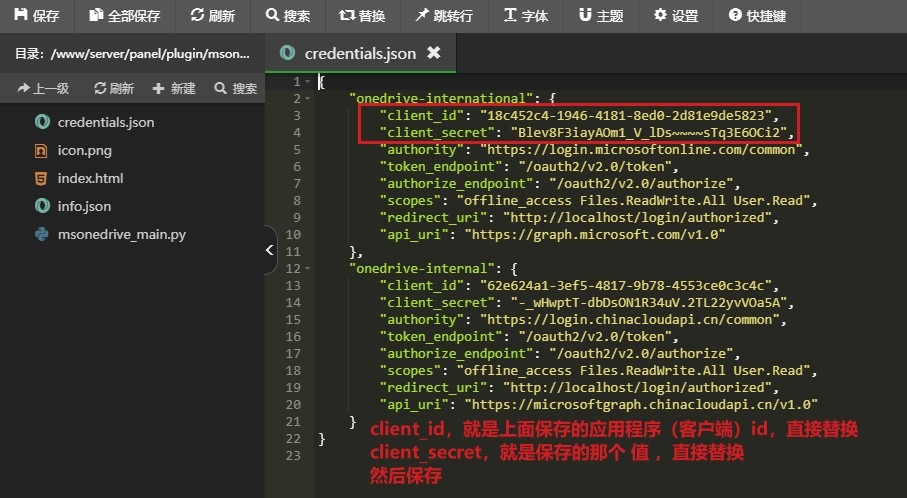 保存 全部保存 刷新 搜索 替换 跳转行 字体 主题 设置 快捷键
目录: /www/server/panel/plugin/mson...
credentials.json
上一级 刷新 新建 搜索
credentials.json
icon.png
index.html
info.json
msonedrive_main.py
1 {
2 "onedrive-international": {
3 "client_id": "18c452c4-1946-4181-8ed0-2d81e9de5823",
4 "client_secret": "Blev8F3iayAOm1_V_lDs~~~~sTq3E6OCi2",
5 "authority": "https://login.microsoftonline.com/common",
6 "token_endpoint": "/oauth2/v2.0/token",
7 "authorize_endpoint": "/oauth2/v2.0/authorize",
8 "scopes": "offline_access Files.ReadWrite.All User.Read",
9 "redirect_uri": "http://localhost/login/authorized",
10 "api_uri": "https://graph.microsoft.com/v1.0"
11 },
12 "onedrive-internal": {
13 "client_id": "62e624a1-3ef5-4817-9b78-4553ce0c3c4c",
14 "client_secret": "-_wHwptT-dbDsON1R34uV.2TL22yvVOa5A",
15 "authority": "https://login.chinacloudapi.cn/common",
16 "token_endpoint": "/oauth2/v2.0/token",
17 "authorize_endpoint": "/oauth2/v2.0/authorize",
18 "scopes": "offline_access Files.ReadWrite.All User.Read",
19 "redirect_url": "http://localhost/login/authorized",
20 "api_uri": "https://microsoftgraph.chinacloudapi.cn/v1.0"
21 }
22 }
23
client_id，就是上面保存的应用程序（客户端）id，直接替换
client_secret，就是保存的那个 值 ，直接替换
然后保存